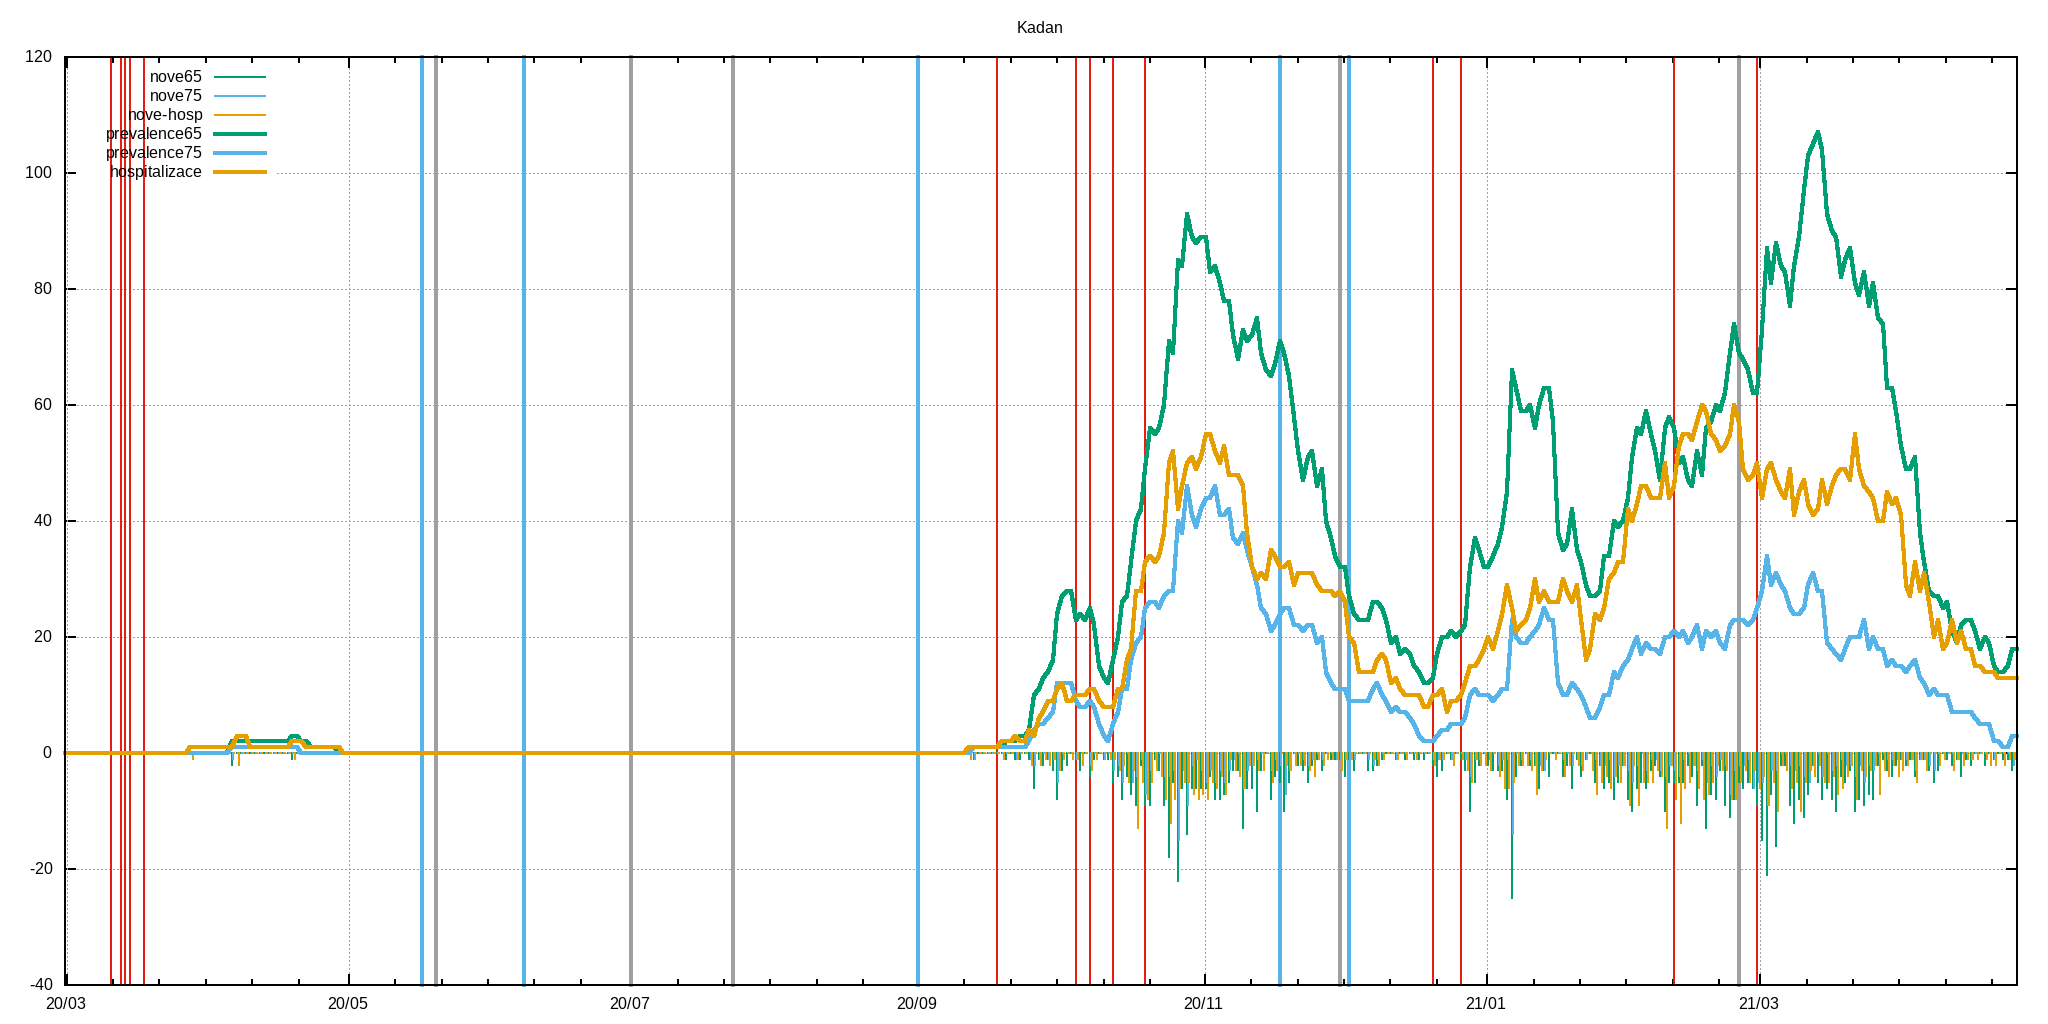 Kadan
120
100
80
60
40
20
0
-20
-40
nove65
nove75
nove-hosp
prevalence65
prevalence75
hospitalizace
20/03 20/05 20/07 20/09 20/11 21/01 21/03